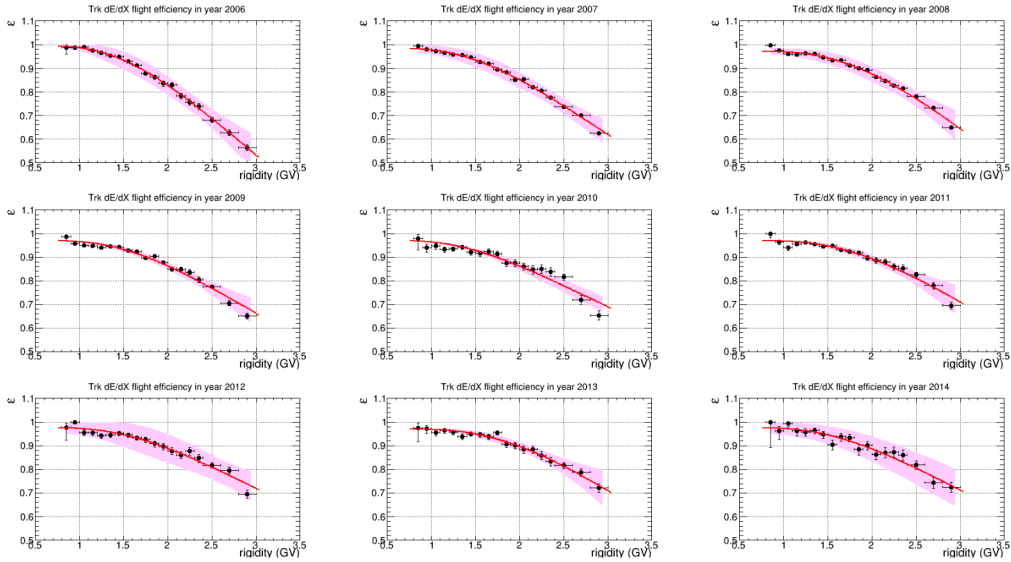 Trk dE/dX flight efficiency in year 2006
ε
1.1
1
0.9
0.8
0.7
0.6
0.5
0.5 1 1.5 2 2.5 3 3.5
rigidity (GV)
Trk dE/dX flight efficiency in year 2007
ε
1.1
1
0.9
0.8
0.7
0.6
0.5
0.5 1 1.5 2 2.5 3 3.5
rigidity (GV)
Trk dE/dX flight efficiency in year 2008
ε
1.1
1
0.9
0.8
0.7
0.6
0.5
0.5 1 1.5 2 2.5 3 3.5
rigidity (GV)
Trk dE/dX flight efficiency in year 2009
ε
1.1
1
0.9
0.8
0.7
0.6
0.5
0.5 1 1.5 2 2.5 3 3.5
rigidity (GV)
Trk dE/dX flight efficiency in year 2010
ε
1.1
1
0.9
0.8
0.7
0.6
0.5
0.5 1 1.5 2 2.5 3 3.5
rigidity (GV)
Trk dE/dX flight efficiency in year 2011
ε
1.1
1
0.9
0.8
0.7
0.6
0.5
0.5 1 1.5 2 2.5 3 3.5
rigidity (GV)
Trk dE/dX flight efficiency in year 2012
ε
1.1
1
0.9
0.8
0.7
0.6
0.5
0.5 1 1.5 2 2.5 3 3.5
rigidity (GV)
Trk dE/dX flight efficiency in year 2013
ε
1.1
1
0.9
0.8
0.7
0.6
0.5
0.5 1 1.5 2 2.5 3 3.5
rigidity (GV)
Trk dE/dX flight efficiency in year 2014
ε
1.1
1
0.9
0.8
0.7
0.6
0.5
0.5 1 1.5 2 2.5 3 3.5
rigidity (GV)